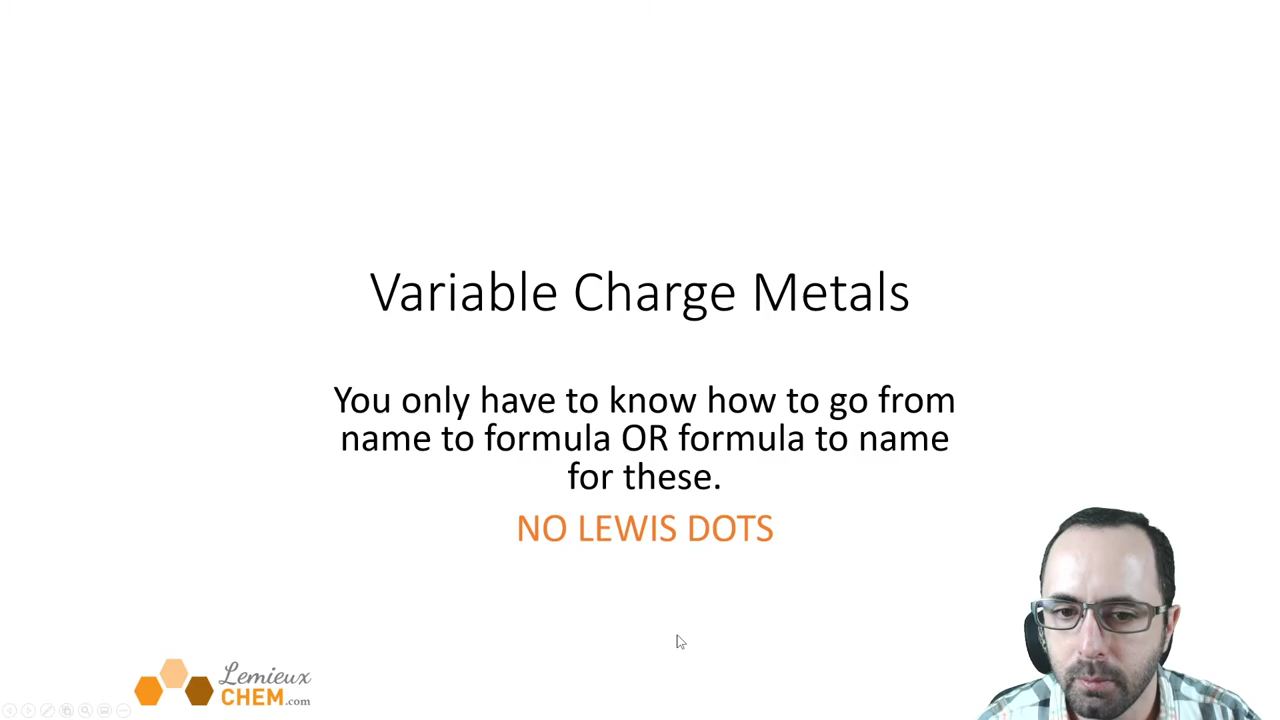 Variable Charge Metals
You only have to know how to go from
name to formula OR formula to name
for these.
NO LEWIS DOTS
Lemieux
CHEM.com